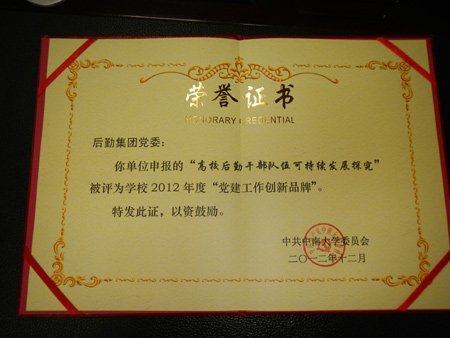 荣誉证书
HONORARY CREDENTIAL
后勤集团党委：
你单位申报的“高校后勤干部队伍可持续发展探究”
被评为学校2012年度“党建工作创新品牌”。
特发此证，以资鼓励。
中共中南大学委员会
二〇一二年十二月